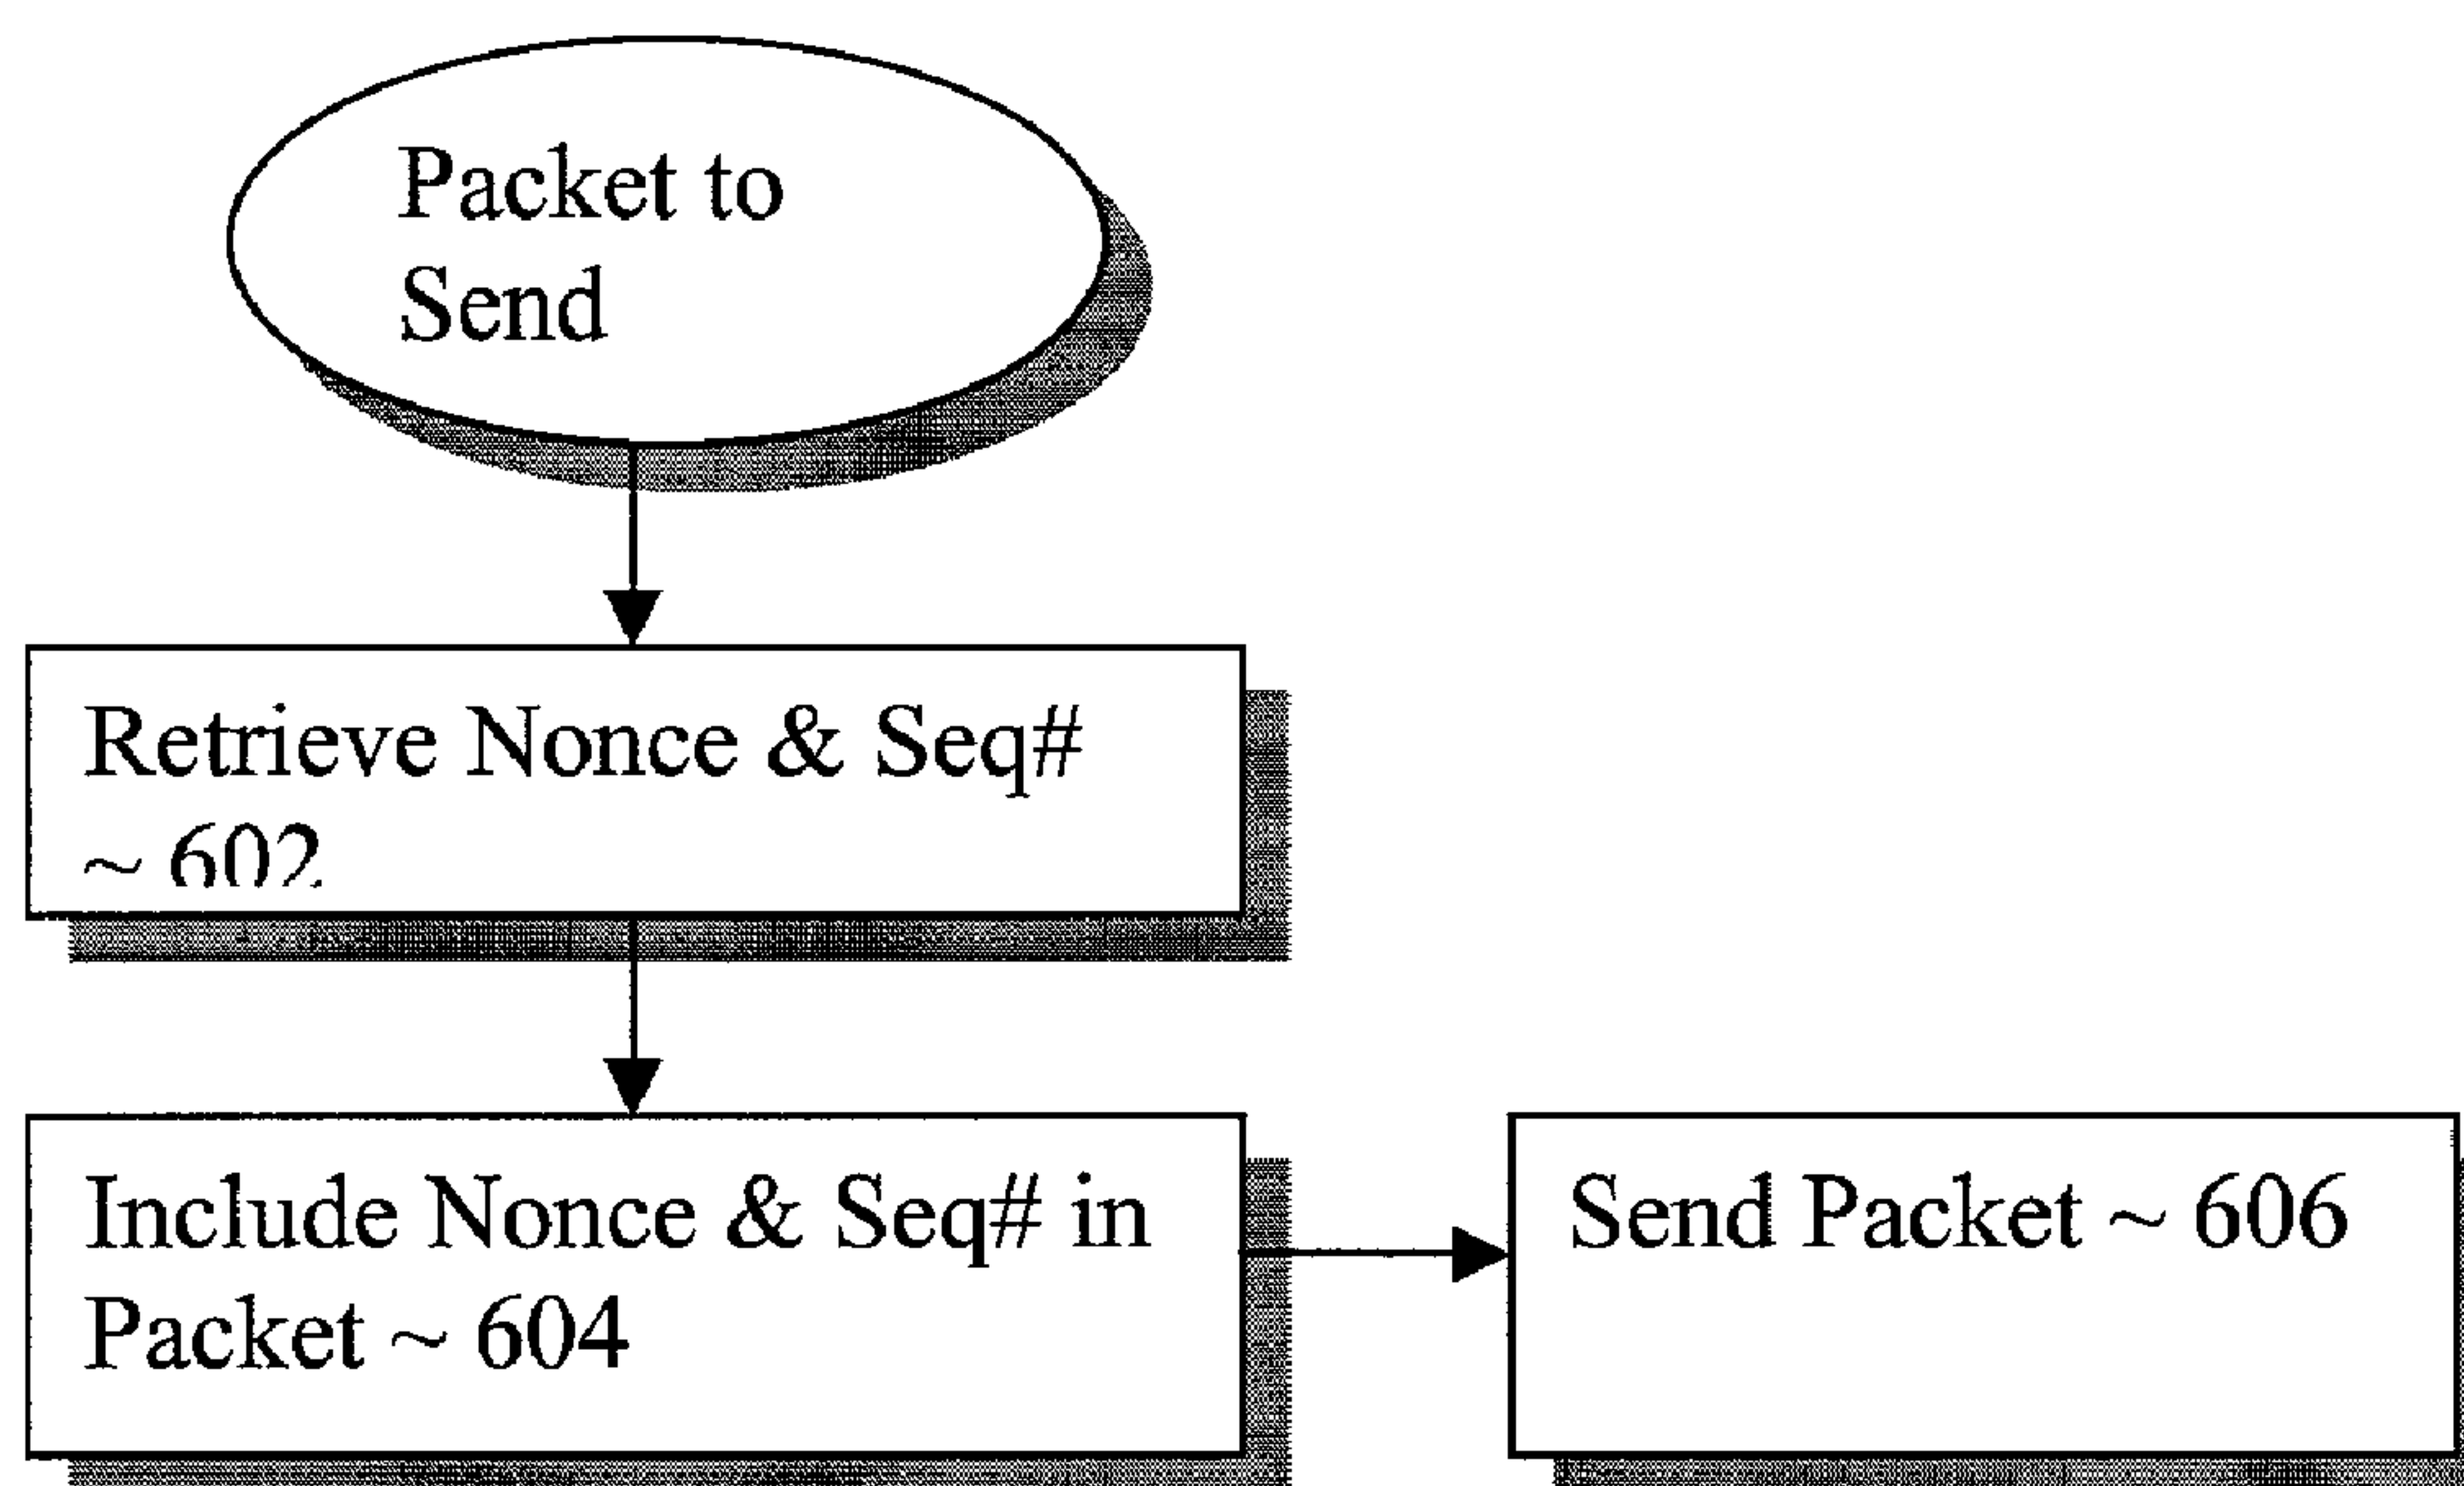 Packet to
Send
Retrieve Nonce & Seq#
~ 602
Include Nonce & Seq# in
Packet ~ 604
Send Packet ~ 606